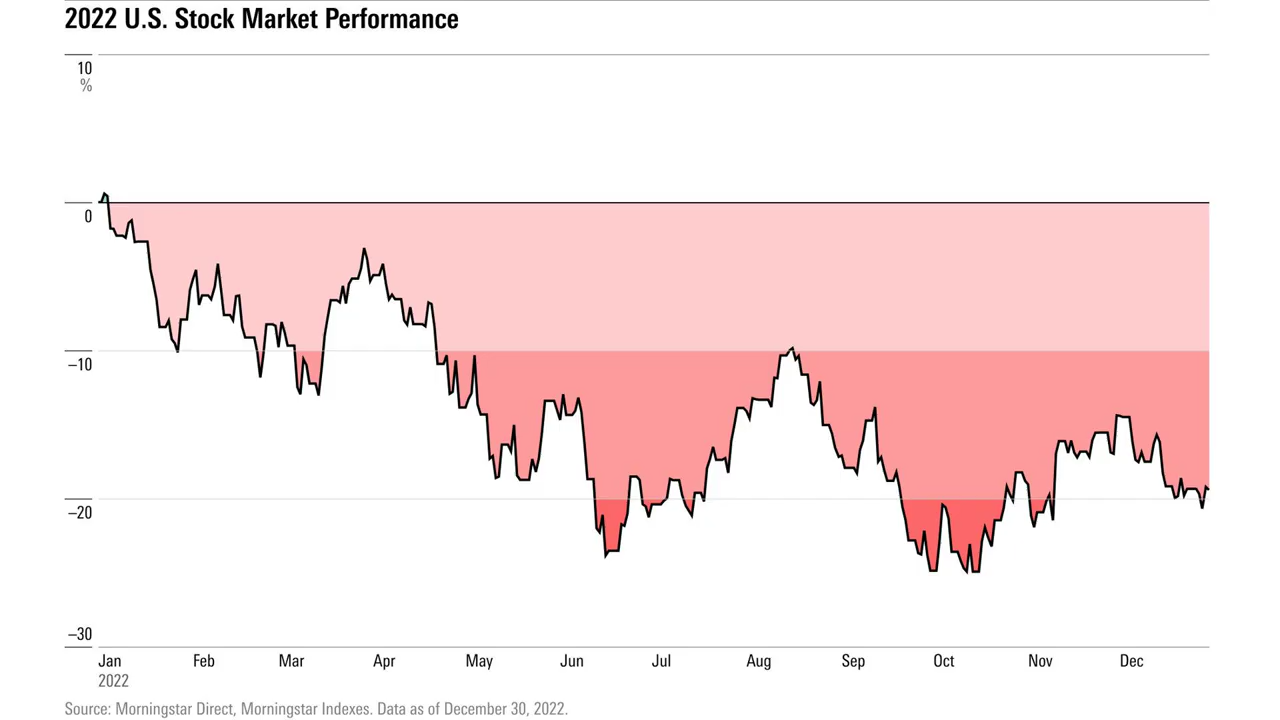 2022 U.S. Stock Market Performance
10
%
0
–10
–20
–30
Jan Feb Mar Apr May Jun Jul Aug Sep Oct Nov Dec
2022
Source: Morningstar Direct, Morningstar Indexes. Data as of December 30, 2022.